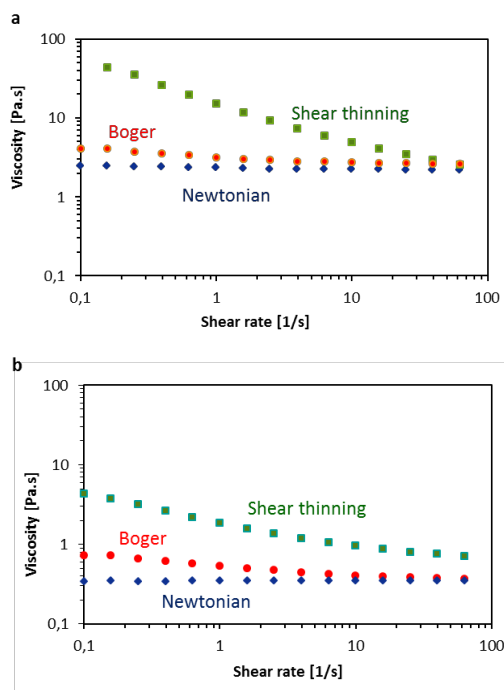 a
100
10
1
0,1
Viscosity [Pa.s]
Shear thinning
Boger
Newtonian
0,1 1 10 100
Shear rate [1/s]
b
100
10
1
0,1
Viscosity [Pa.s]
Shear thinning
Boger
Newtonian
0,1 1 10 100
Shear rate [1/s]